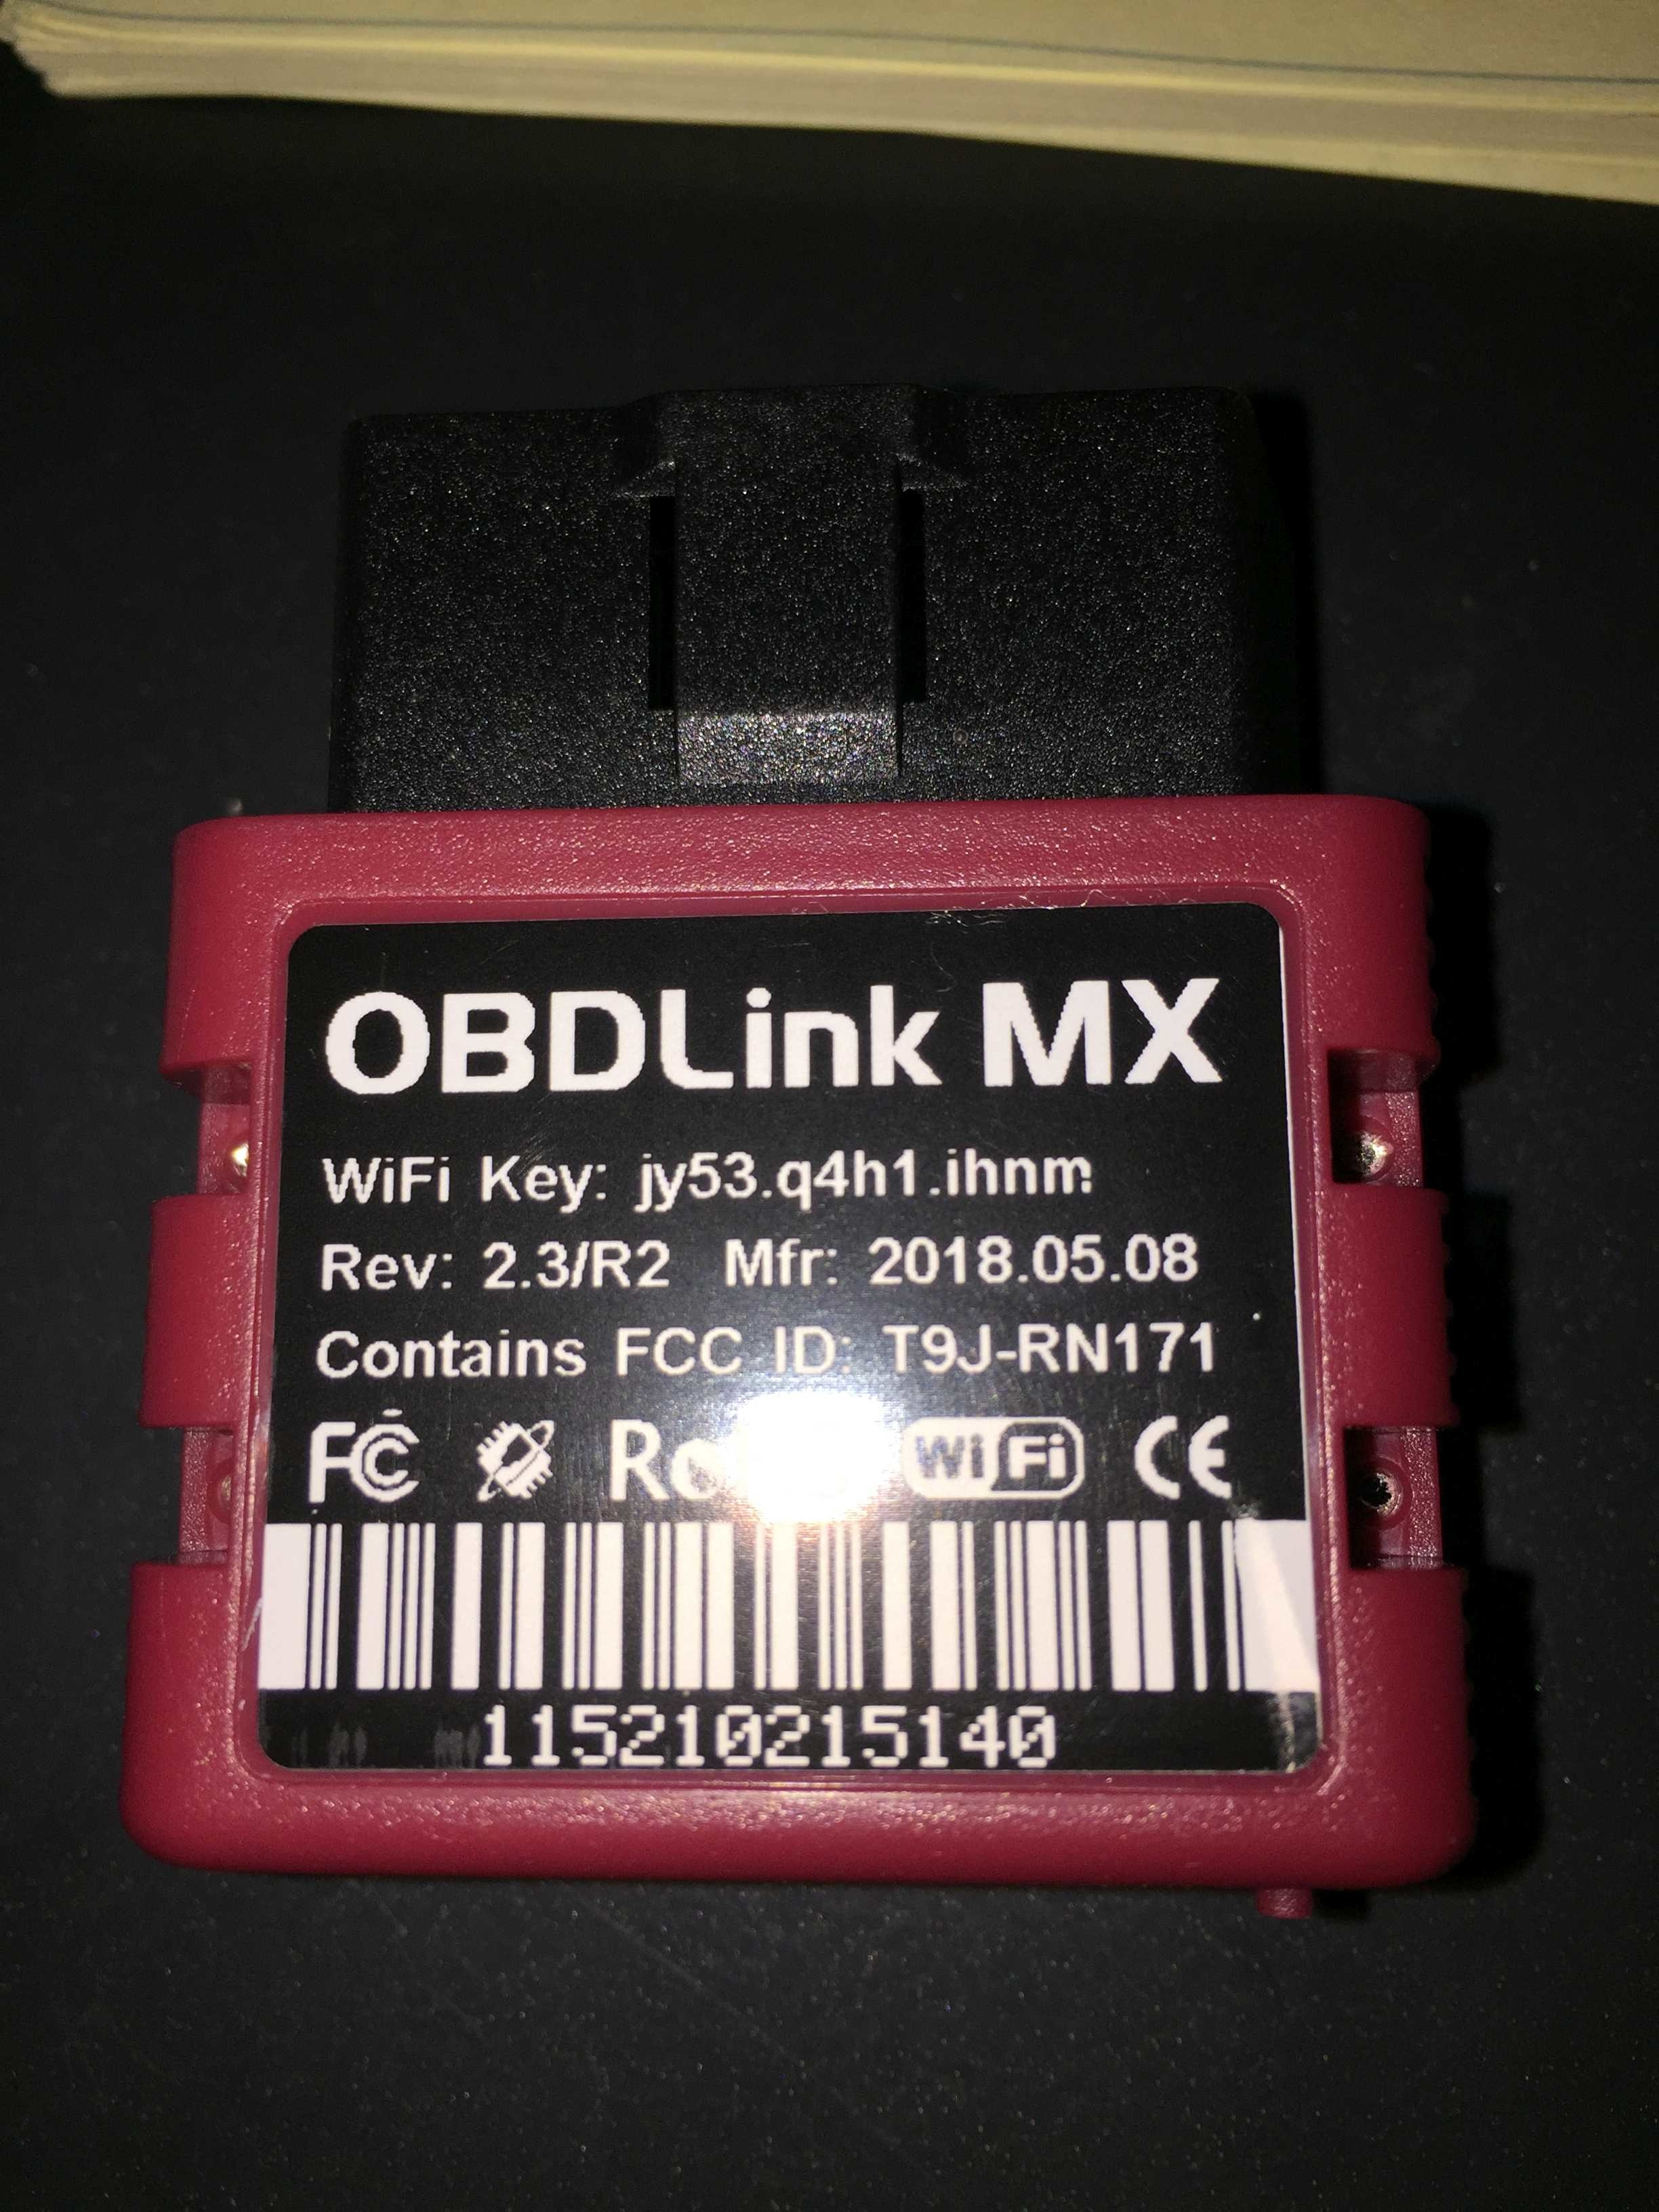 OBDLink MX
WiFi Key: jy53.q4h1.ihnm
Rev: 2.3/R2 Mfr: 2018.05.08
Contains FCC ID: T9J-RN171
FC WiFi CE
115210215140